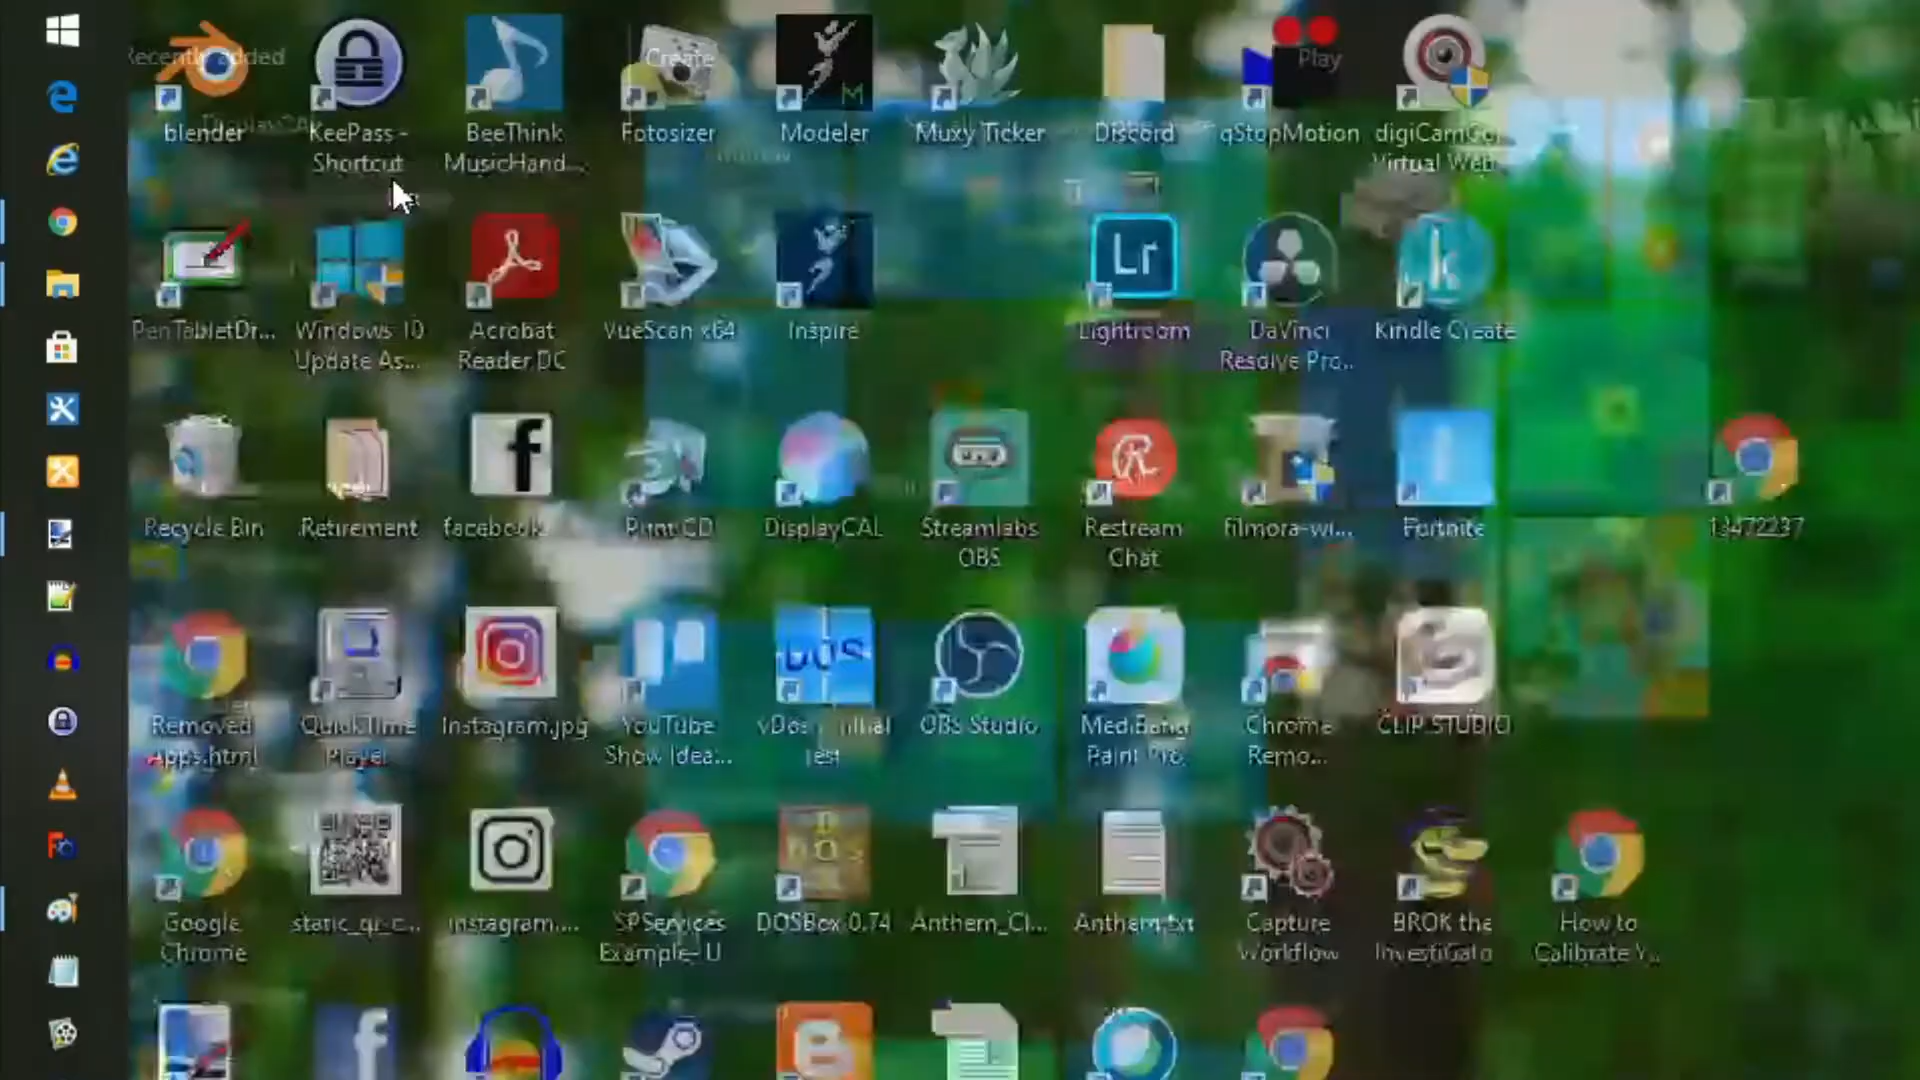 Recently added
Create
Play
blender
KeePass -
Shortcut
BeeThink
MusicHand...
Fotosizer
Modeler
M
Muxy Ticker
Discord
qStopMotion
Virtual Web...
PenTabletDr...
Windows 10
Update As...
Acrobat
Reader DC
VueScan x64
Inspire
Lr
Lightroom
DaVinci
Resolve Pro...
k
Kindle Create
Recycle Bin
Retirement
f
facebook
Print CD
DisplayCAL
Streamlabs
OBS
Restream
Chat
filmora-wi...
Fortnite
13472237
Removed
Apps.html
QuickTime
Player
Instagram.jpg
YouTube
Show Idea...
DOS
OBS Studio
MediBang
Paint Pro
Chrome
Remo...
CLIP STUDIO
Google
Chrome
static_qr_c...
instagram....
SPServices
Example- U
DOSBox 0.74
Anthem_Cl...
Anthem.txt
Capture
Workflow
BROK the
InvestiGato
How to
Calibrate Y...
f